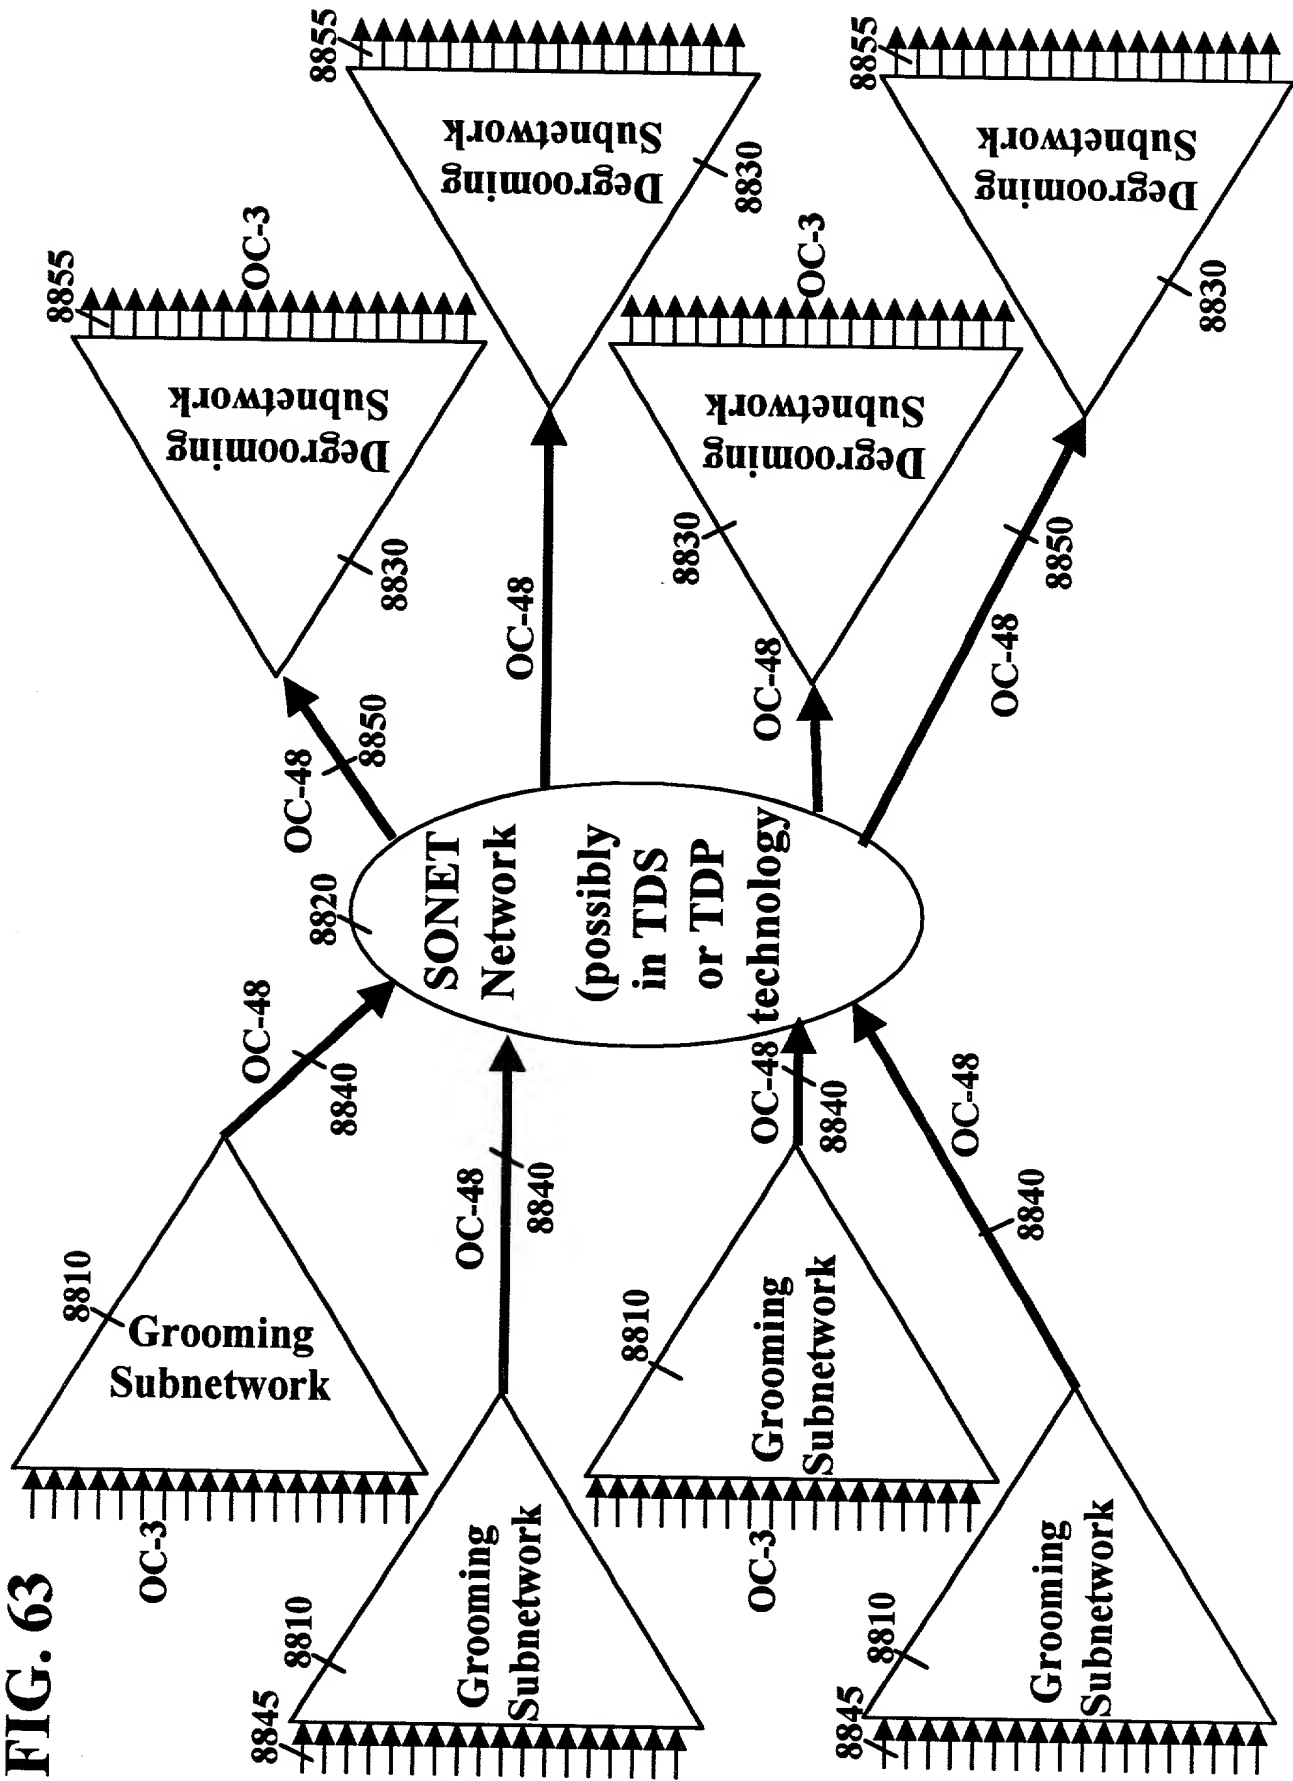 FIG. 63
OC-3
8810
Grooming
Subnetwork
OC-48
8840
8820
OC-48
8850
8830
Degrooming
Subnetwork
8855
OC-3
8845
8810
Grooming
Subnetwork
OC-48
8840
SONET
Network
(possibly
in TDS
or TDP
technology
OC-48
8830
Degrooming
Subnetwork
8855
OC-3
8810
Grooming
Subnetwork
OC-48
8840
OC-48
8830
Degrooming
Subnetwork
OC-3
8845
8810
Grooming
Subnetwork
OC-48
8840
OC-48
8850
8830
Degrooming
Subnetwork
8855